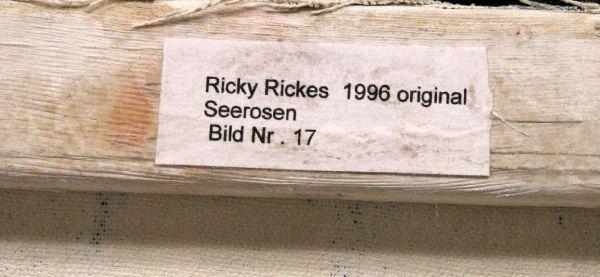 Ricky Rickes 1996 original
Seerosen
Bild Nr . 17